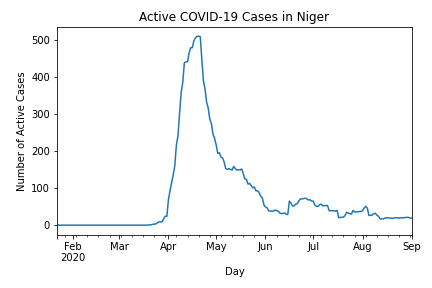 Active COVID-19 Cases in Niger
Number of Active Cases
500
400
300
200
100
0
Feb
2020
Mar
Apr
May
Jun
Jul
Aug
Sep
Day